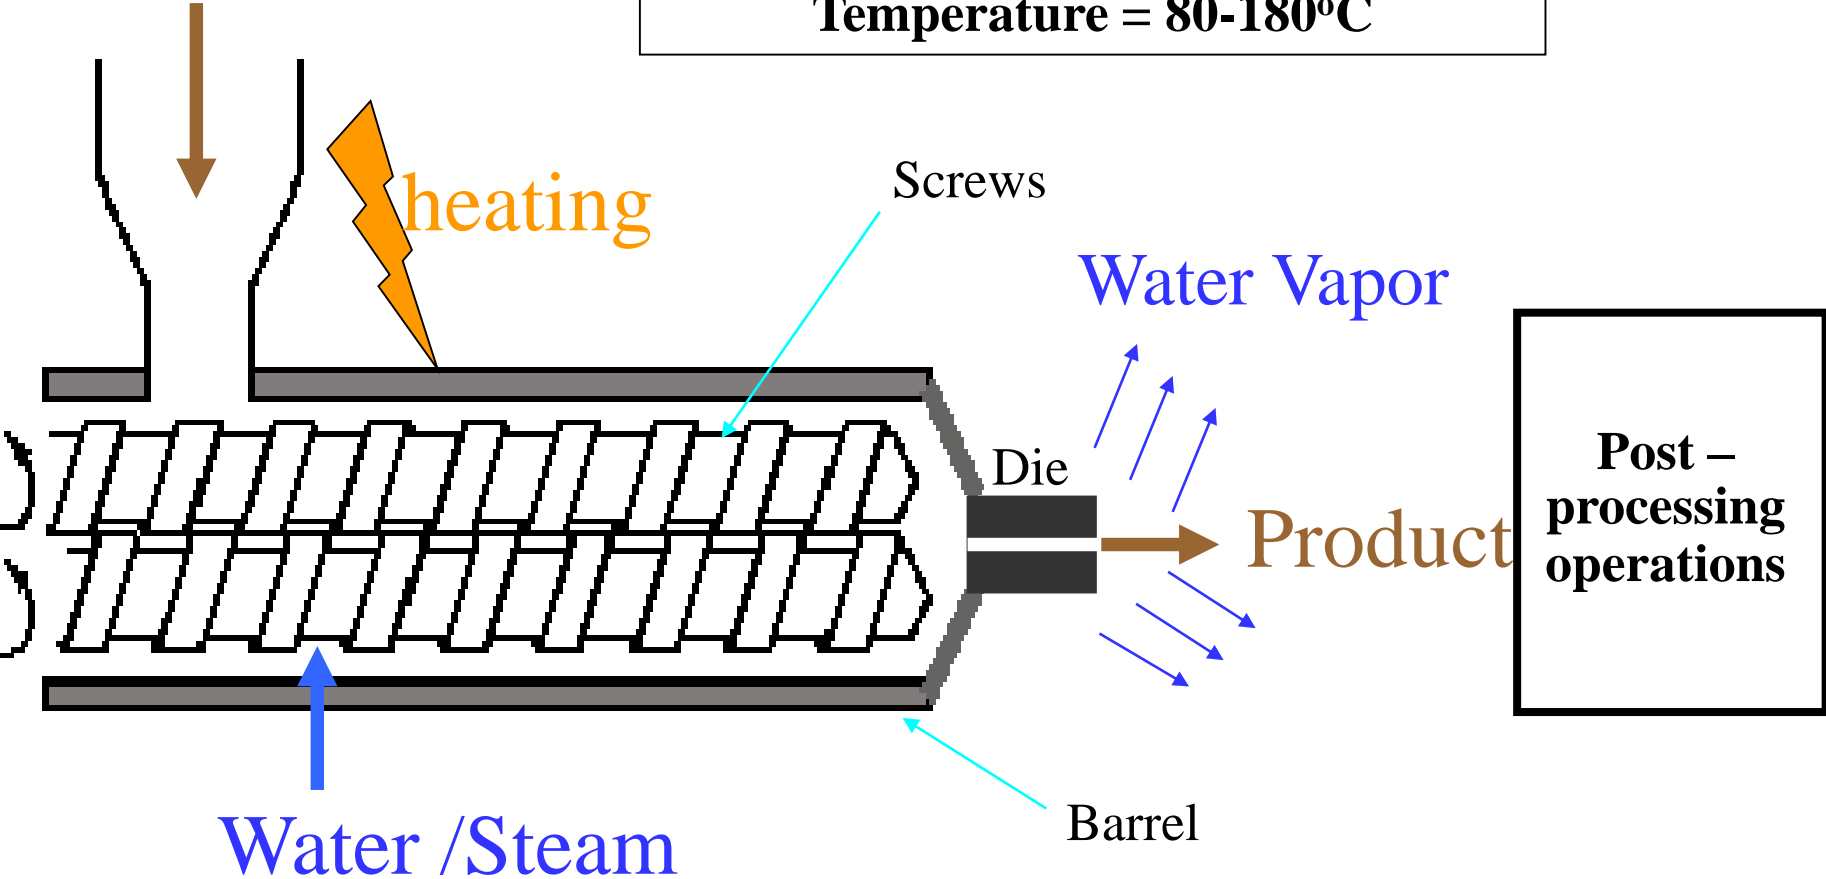 Temperature = 80-180ºC
Screws
heating
Water Vapor
Die
Post –
processing
operations
Product
Barrel
Water /Steam